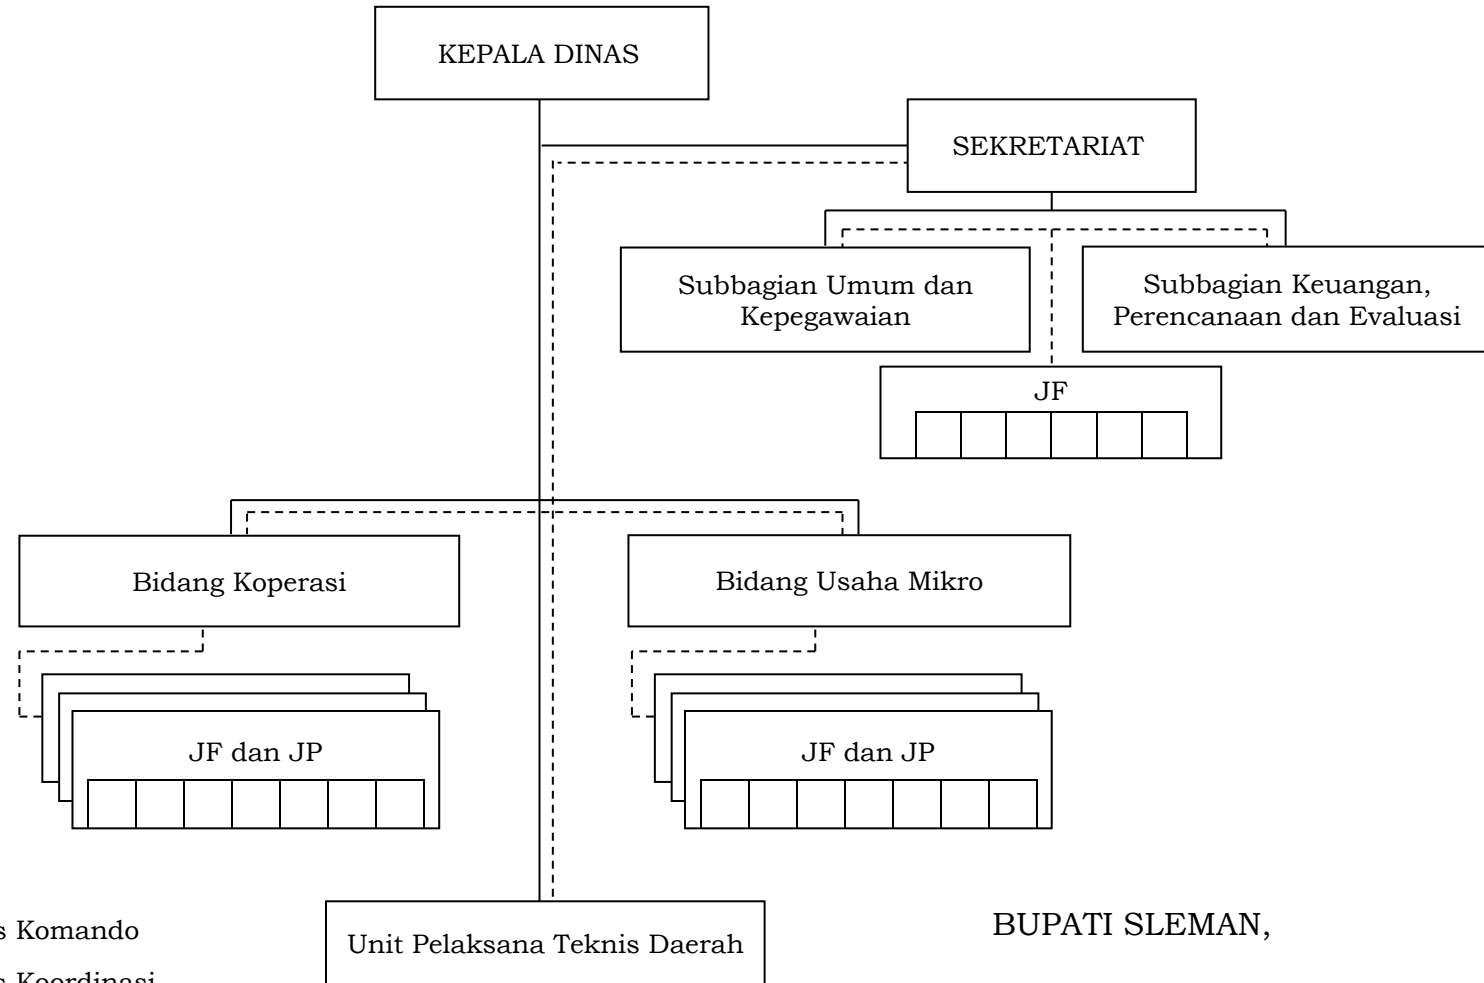 KEPALA DINAS
SEKRETARIAT
Subbagian Umum dan
Kepegawaian
Subbagian Keuangan,
Perencanaan dan Evaluasi
JF
Bidang Koperasi
Bidang Usaha Mikro
JF dan JP
JF dan JP
Komando
Koordinasi
Unit Pelaksana Teknis Daerah
BUPATI SLEMAN,